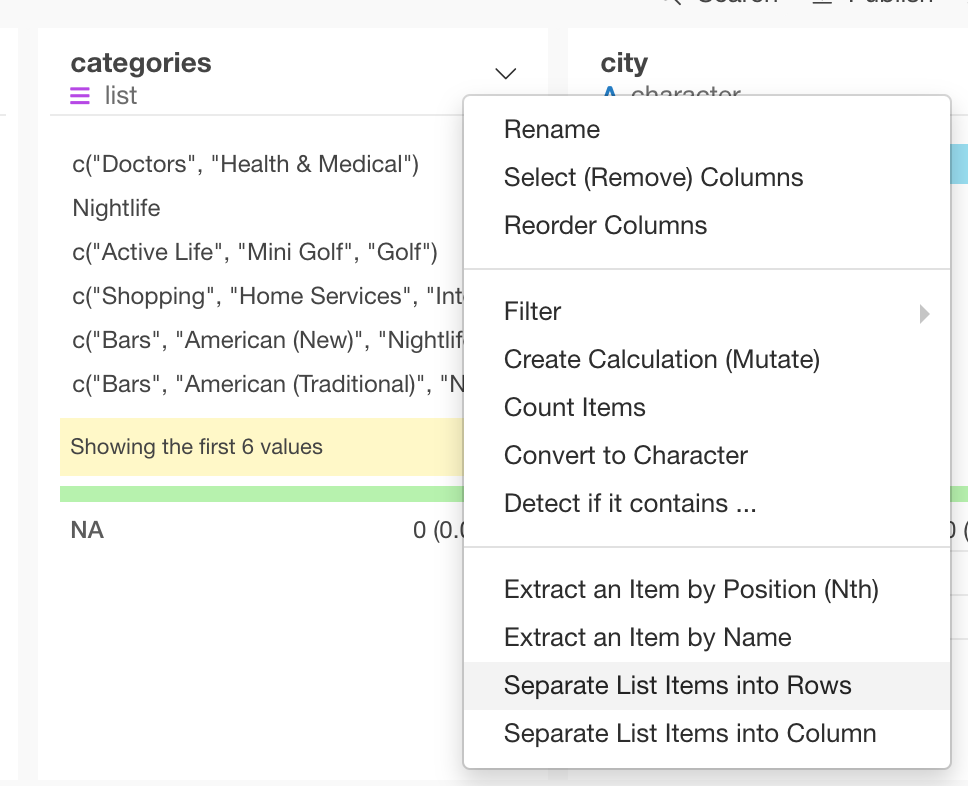 Search
Publish
categories
list
city
character
c("Doctors", "Health & Medical")
Nightlife
c("Active Life", "Mini Golf", "Golf")
c("Shopping", "Home Services", "Int
c("Bars", "American (New)", "Nightlif
c("Bars", "American (Traditional)", "N
Showing the first 6 values
NA
0 (0.0
Rename
Select (Remove) Columns
Reorder Columns
Filter
Create Calculation (Mutate)
Count Items
Convert to Character
Detect if it contains ...
Extract an Item by Position (Nth)
Extract an Item by Name
Separate List Items into Rows
Separate List Items into Column